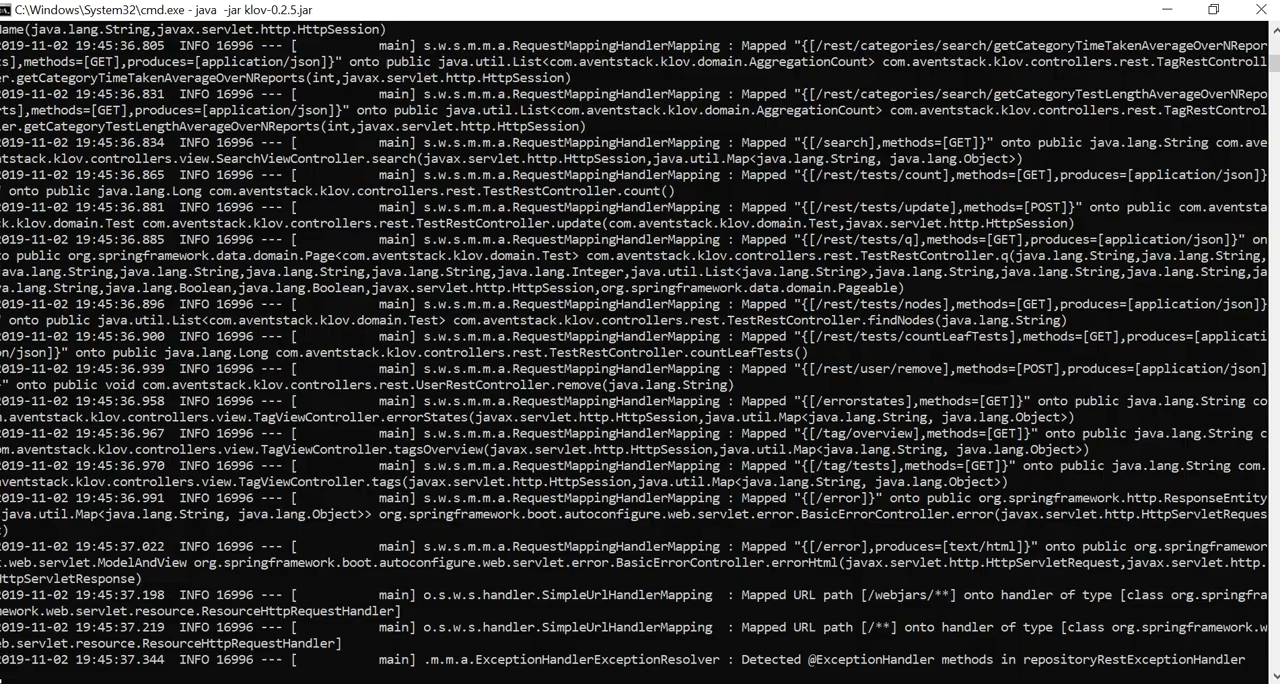 C:\Windows\System32\cmd.exe - java  -jar klov-0.2.5.jar
Name(java.lang.String,javax.servlet.http.HttpSession)
2019-11-02 19:45:36.805  INFO 16996 --- [           main] s.w.s.m.m.a.RequestMappingHandlerMapping : Mapped "{[/rest/categories/search/getCategoryTimeTakenAverageOverNRepor
ts],methods=[GET],produces=[application/json]}" onto public java.util.List<com.aventstack.klov.domain.AggregationCount> com.aventstack.klov.controllers.rest.TagRestControll
er.getCategoryTimeTakenAverageOverNReports(int,javax.servlet.http.HttpSession)
2019-11-02 19:45:36.831  INFO 16996 --- [           main] s.w.s.m.m.a.RequestMappingHandlerMapping : Mapped "{[/rest/categories/search/getCategoryTestLengthAverageOverNRepo
rts],methods=[GET],produces=[application/json]}" onto public java.util.List<com.aventstack.klov.domain.AggregationCount> com.aventstack.klov.controllers.rest.TagRestControl
ler.getCategoryTestLengthAverageOverNReports(int,javax.servlet.http.HttpSession)
2019-11-02 19:45:36.834  INFO 16996 --- [           main] s.w.s.m.m.a.RequestMappingHandlerMapping : Mapped "{[/search],methods=[GET]}" onto public java.lang.String com.ave
ntstack.klov.controllers.view.SearchViewController.search(javax.servlet.http.HttpSession,java.util.Map<java.lang.String, java.lang.Object>)
2019-11-02 19:45:36.865  INFO 16996 --- [           main] s.w.s.m.m.a.RequestMappingHandlerMapping : Mapped "{[/rest/tests/count],methods=[GET],produces=[application/json]}
" onto public java.lang.Long com.aventstack.klov.controllers.rest.TestRestController.count()
2019-11-02 19:45:36.881  INFO 16996 --- [           main] s.w.s.m.m.a.RequestMappingHandlerMapping : Mapped "{[/rest/tests/update],methods=[POST]}" onto public com.aventsta
ck.klov.domain.Test com.aventstack.klov.controllers.rest.TestRestController.update(com.aventstack.klov.domain.Test,javax.servlet.http.HttpSession)
2019-11-02 19:45:36.885  INFO 16996 --- [           main] s.w.s.m.m.a.RequestMappingHandlerMapping : Mapped "{[/rest/tests/q],methods=[GET],produces=[application/json]}" on
to public org.springframework.data.domain.Page<com.aventstack.klov.domain.Test> com.aventstack.klov.controllers.rest.TestRestController.q(java.lang.String,java.lang.String,
java.lang.String,java.lang.String,java.lang.String,java.lang.Integer,java.util.List<java.lang.String>,java.lang.String,java.lang.String,java.lang.String,java.lang.String,ja
va.lang.String,java.lang.Boolean,java.lang.Boolean,javax.servlet.http.HttpSession,org.springframework.data.domain.Pageable)
2019-11-02 19:45:36.896  INFO 16996 --- [           main] s.w.s.m.m.a.RequestMappingHandlerMapping : Mapped "{[/rest/tests/nodes],methods=[GET],produces=[application/json]}
" onto public java.util.List<com.aventstack.klov.domain.Test> com.aventstack.klov.controllers.rest.TestRestController.findNodes(java.lang.String)
2019-11-02 19:45:36.900  INFO 16996 --- [           main] s.w.s.m.m.a.RequestMappingHandlerMapping : Mapped "{[/rest/tests/countLeafTests],methods=[GET],produces=[applicati
on/json]}" onto public java.lang.Long com.aventstack.klov.controllers.rest.TestRestController.countLeafTests()
2019-11-02 19:45:36.939  INFO 16996 --- [           main] s.w.s.m.m.a.RequestMappingHandlerMapping : Mapped "{[/rest/user/remove],methods=[POST],produces=[application/json]
}" onto public void com.aventstack.klov.controllers.rest.UserRestController.remove(java.lang.String)
2019-11-02 19:45:36.958  INFO 16996 --- [           main] s.w.s.m.m.a.RequestMappingHandlerMapping : Mapped "{[/errorstates],methods=[GET]}" onto public java.lang.String co
m.aventstack.klov.controllers.view.TagViewController.errorStates(javax.servlet.http.HttpSession,java.util.Map<java.lang.String, java.lang.Object>)
2019-11-02 19:45:36.967  INFO 16996 --- [           main] s.w.s.m.m.a.RequestMappingHandlerMapping : Mapped "{[/tag/overview],methods=[GET]}" onto public java.lang.String c
om.aventstack.klov.controllers.view.TagViewController.tagsOverview(javax.servlet.http.HttpSession,java.util.Map<java.lang.String, java.lang.Object>)
2019-11-02 19:45:36.970  INFO 16996 --- [           main] s.w.s.m.m.a.RequestMappingHandlerMapping : Mapped "{[/tag/tests],methods=[GET]}" onto public java.lang.String com.
aventstack.klov.controllers.view.TagViewController.tags(javax.servlet.http.HttpSession,java.util.Map<java.lang.String, java.lang.Object>)
2019-11-02 19:45:36.991  INFO 16996 --- [           main] s.w.s.m.m.a.RequestMappingHandlerMapping : Mapped "{[/error]}" onto public org.springframework.http.ResponseEntity
<java.util.Map<java.lang.String, java.lang.Object>> org.springframework.boot.autoconfigure.web.servlet.error.BasicErrorController.error(javax.servlet.http.HttpServletReques
t)
2019-11-02 19:45:37.022  INFO 16996 --- [           main] s.w.s.m.m.a.RequestMappingHandlerMapping : Mapped "{[/error],produces=[text/html]}" onto public org.springframewor
k.web.servlet.ModelAndView org.springframework.boot.autoconfigure.web.servlet.error.BasicErrorController.errorHtml(javax.servlet.http.HttpServletRequest,javax.servlet.http.
HttpServletResponse)
2019-11-02 19:45:37.198  INFO 16996 --- [           main] o.s.w.s.handler.SimpleUrlHandlerMapping  : Mapped URL path [/webjars/**] onto handler of type [class org.springfra
mework.web.servlet.resource.ResourceHttpRequestHandler]
2019-11-02 19:45:37.219  INFO 16996 --- [           main] o.s.w.s.handler.SimpleUrlHandlerMapping  : Mapped URL path [/**] onto handler of type [class org.springframework.w
eb.servlet.resource.ResourceHttpRequestHandler]
2019-11-02 19:45:37.344  INFO 16996 --- [           main] .m.m.a.ExceptionHandlerExceptionResolver : Detected @ExceptionHandler methods in repositoryRestExceptionHandler